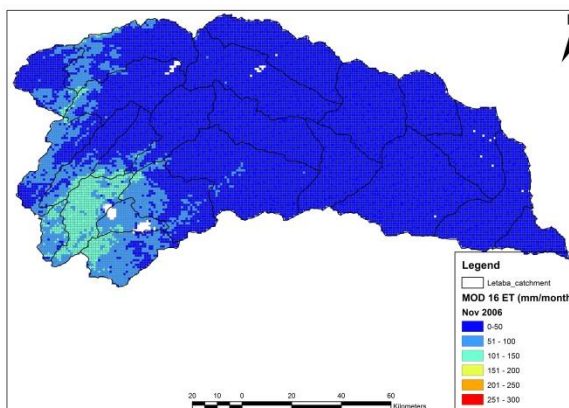 Legend
Letaba_catchment
MOD 16 ET (mm/month
Nov 2006
0-50
51 - 100
101 - 150
151 - 200
201 - 250
251 - 300
20 10 0 20 40 60
Kilometers